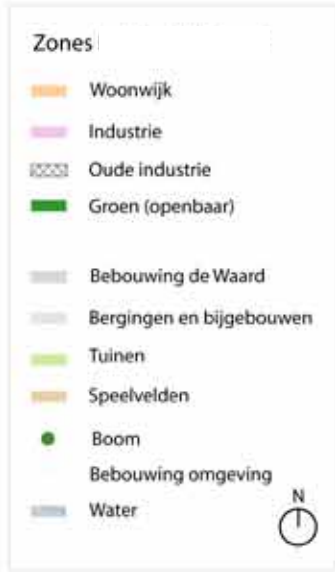 Zones
Woonwijk
Industrie
Oude industrie
Groen (openbaar)
Bebouwing de Waard
Bergingen en bijgebouwen
Tuinen
Speelvelden
Boom
Bebouwing omgeving
Water
N